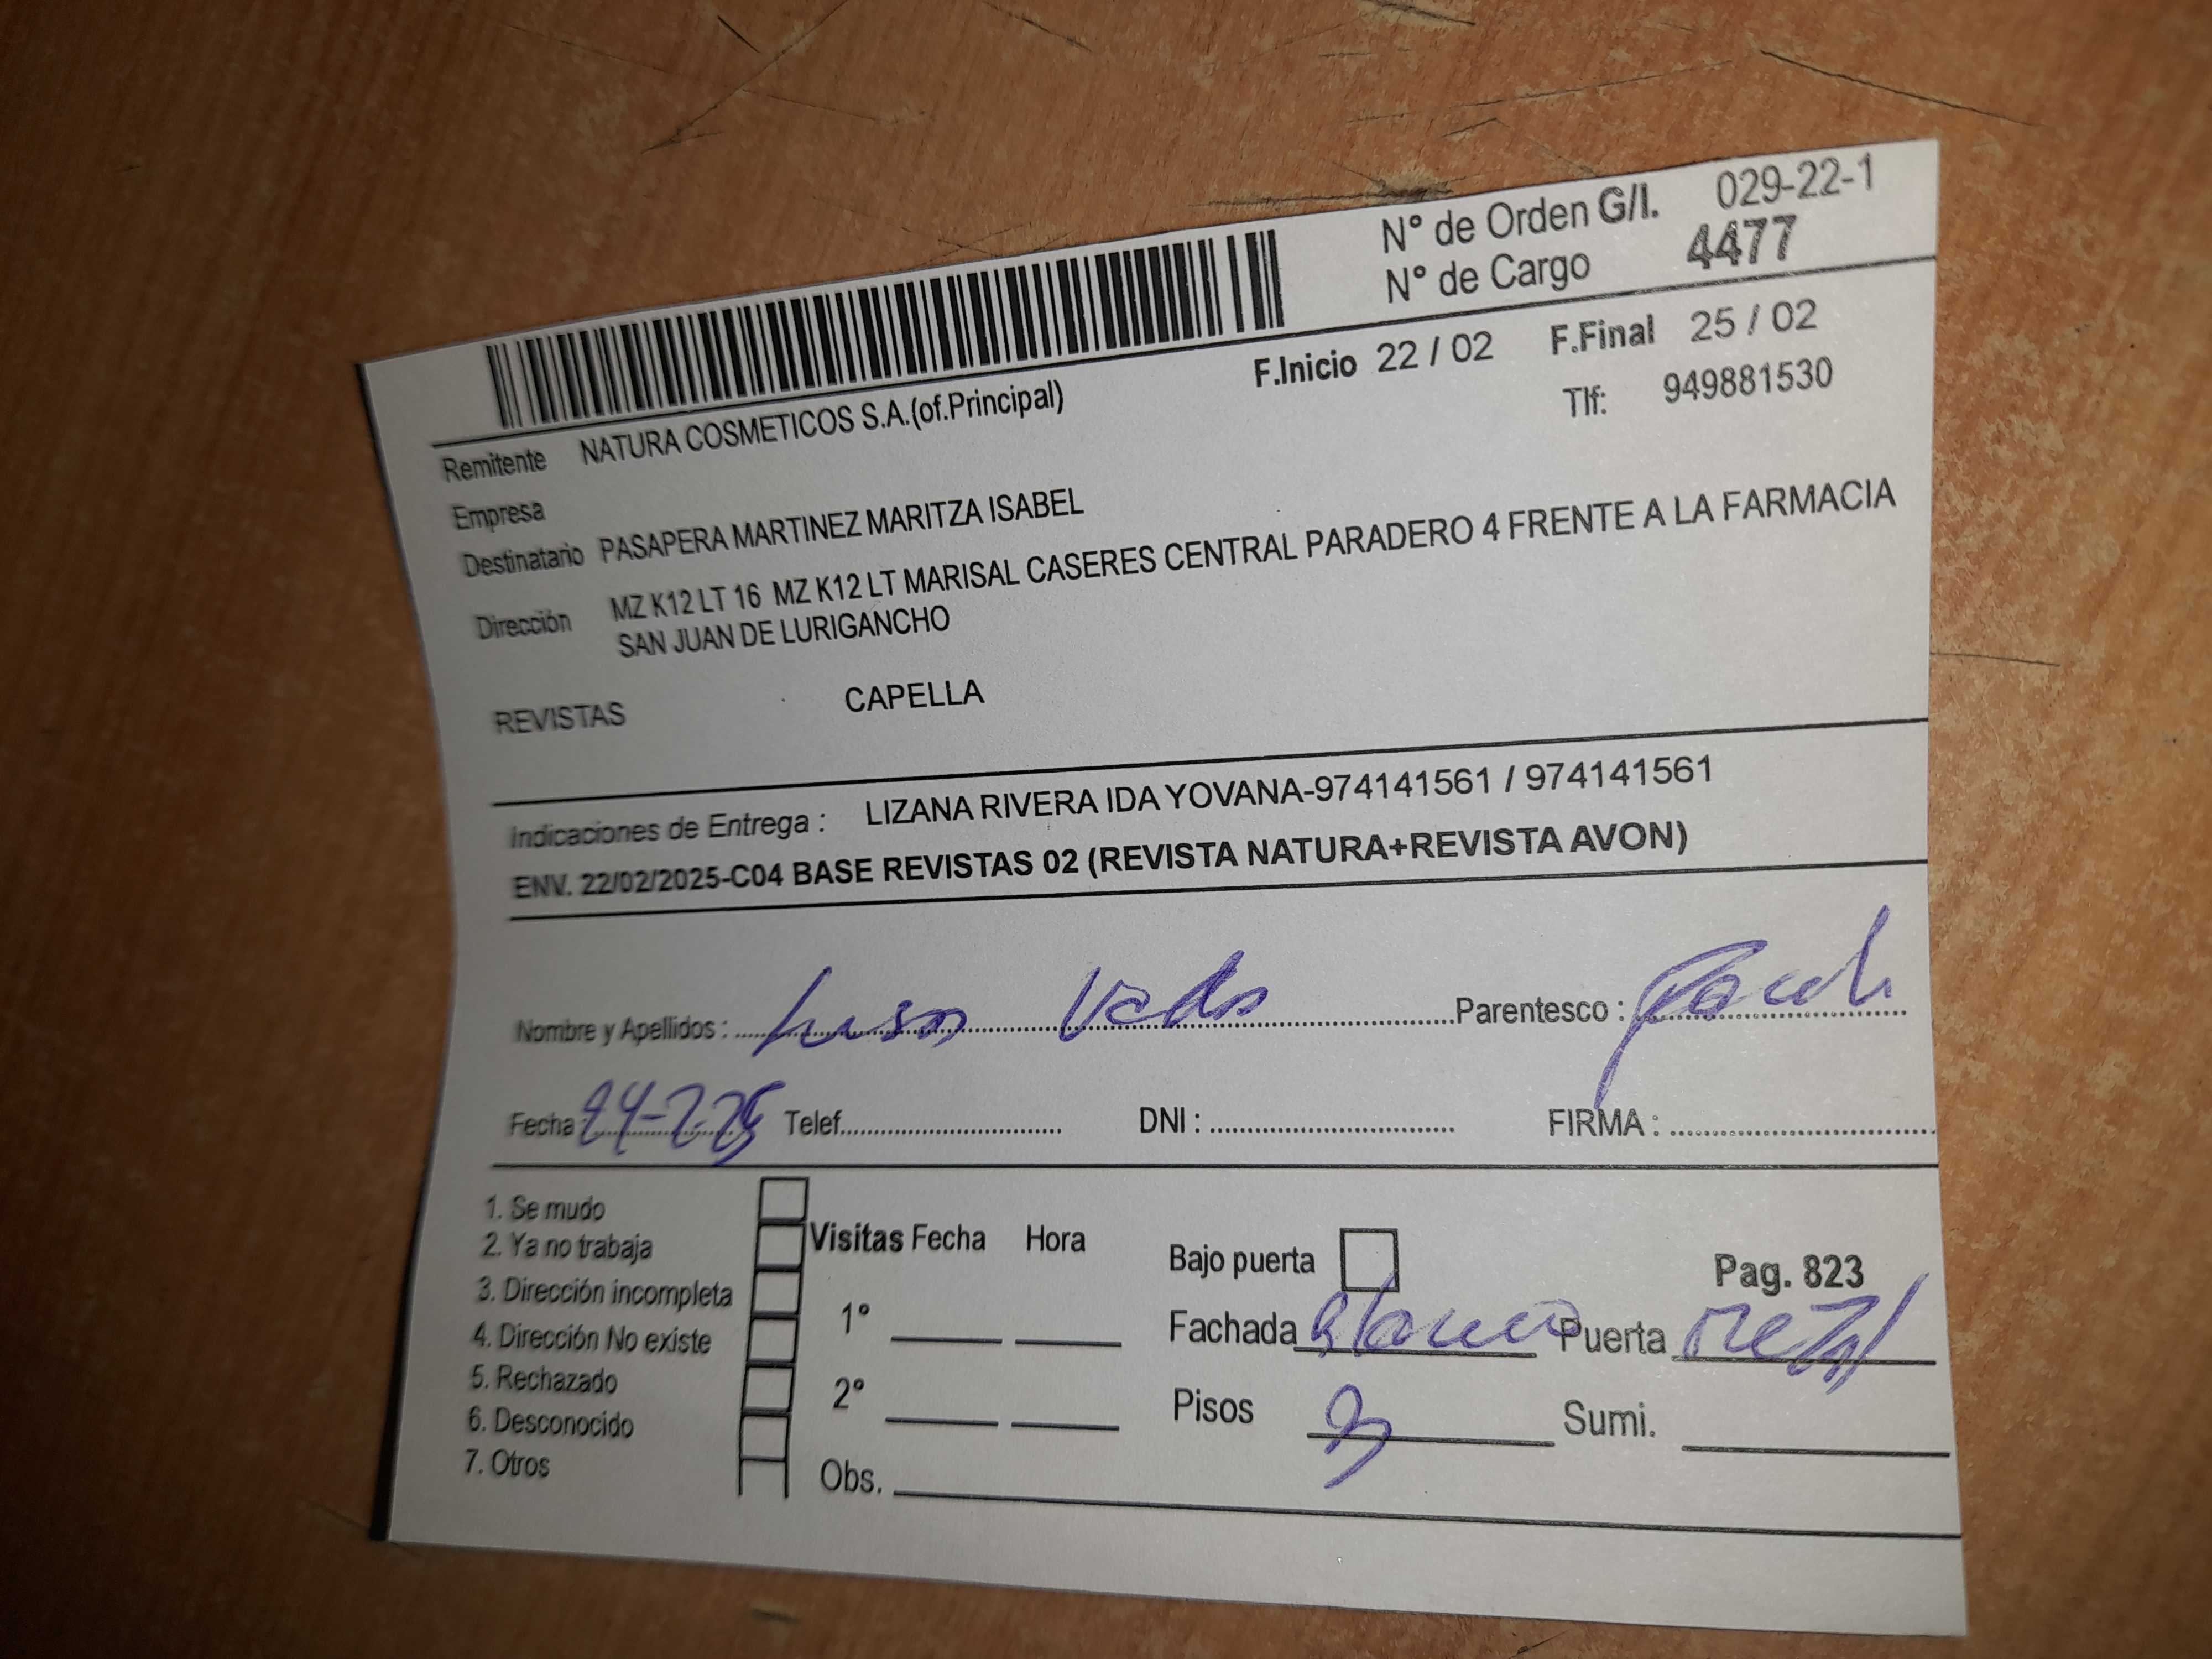 N° de Orden G/I. 029-22-1
N° de Cargo 4477
F.Inicio 22 / 02 F.Final 25 / 02
Remitente NATURA COSMETICOS S.A.(of.Principal) Tlf: 949881530
Empresa
Destinatario PASAPERA MARTINEZ MARITZA ISABEL
Dirección MZ K12 LT 16 MZ K12 LT MARISAL CASERES CENTRAL PARADERO 4 FRENTE A LA FARMACIA
SAN JUAN DE LURIGANCHO
REVISTAS CAPELLA
Indicaciones de Entrega : LIZANA RIVERA IDA YOVANA-974141561 / 974141561
ENV. 22/02/2025-C04 BASE REVISTAS 02 (REVISTA NATURA+REVISTA AVON)
Nombre y Apellidos : Parentesco :
Fecha : 24-2-25 Telef. DNI : FIRMA :
1. Se mudo
2. Ya no trabaja
3. Dirección incompleta
4. Dirección No existe
5. Rechazado
6. Desconocido
7. Otros
Visitas Fecha Hora
1°
2°
Obs.
Bajo puerta Pag. 823
Fachada Blanco Puerta Metal
Pisos 3 Sumi.